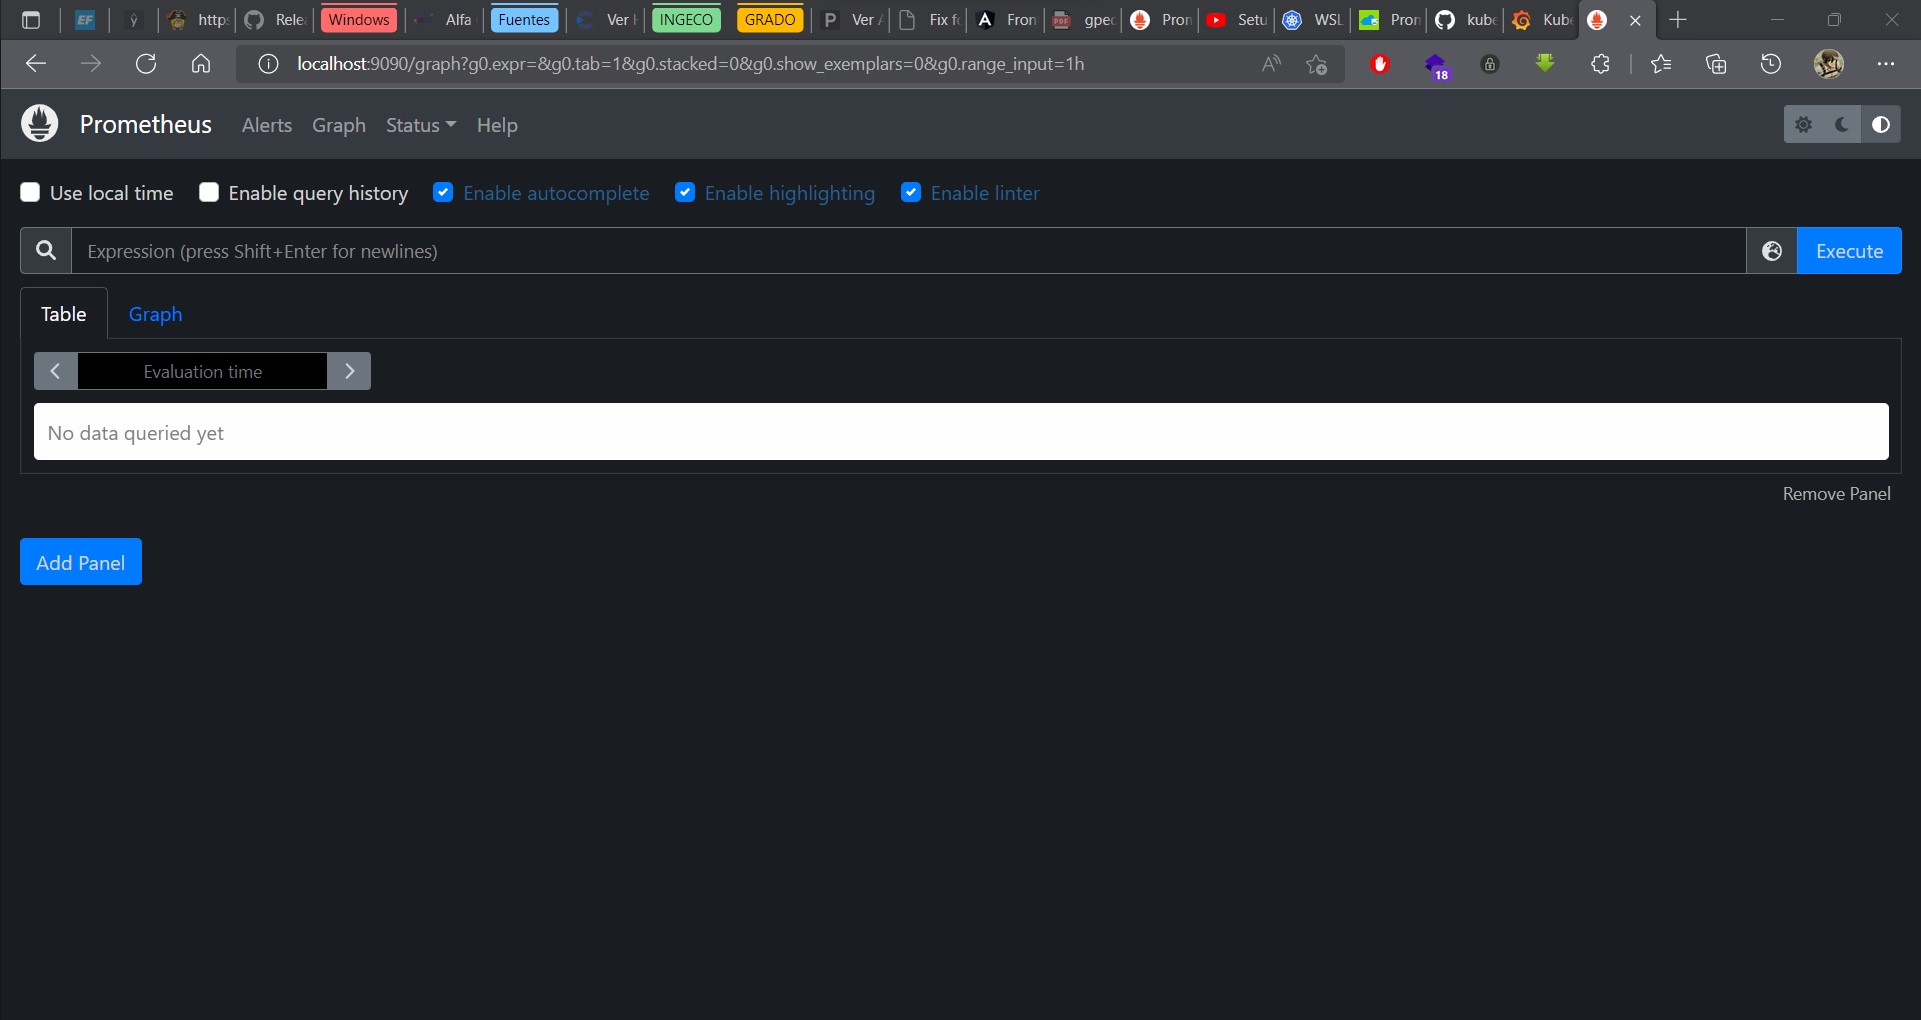 EF https Rele Windows Alfa Fuentes Ver INGECO GRADO P Ver Fix fo Fron gpec Pron Setu WSL Pron kube Kube
localhost:9090/graph?g0.expr=&g0.tab=1&g0.stacked=0&g0.show_exemplars=0&g0.range_input=1h
18
Prometheus Alerts Graph Status Help
Use local time Enable query history Enable autocomplete Enable highlighting Enable linter
Expression (press Shift+Enter for newlines) Execute
Table Graph
Evaluation time
No data queried yet
Remove Panel
Add Panel